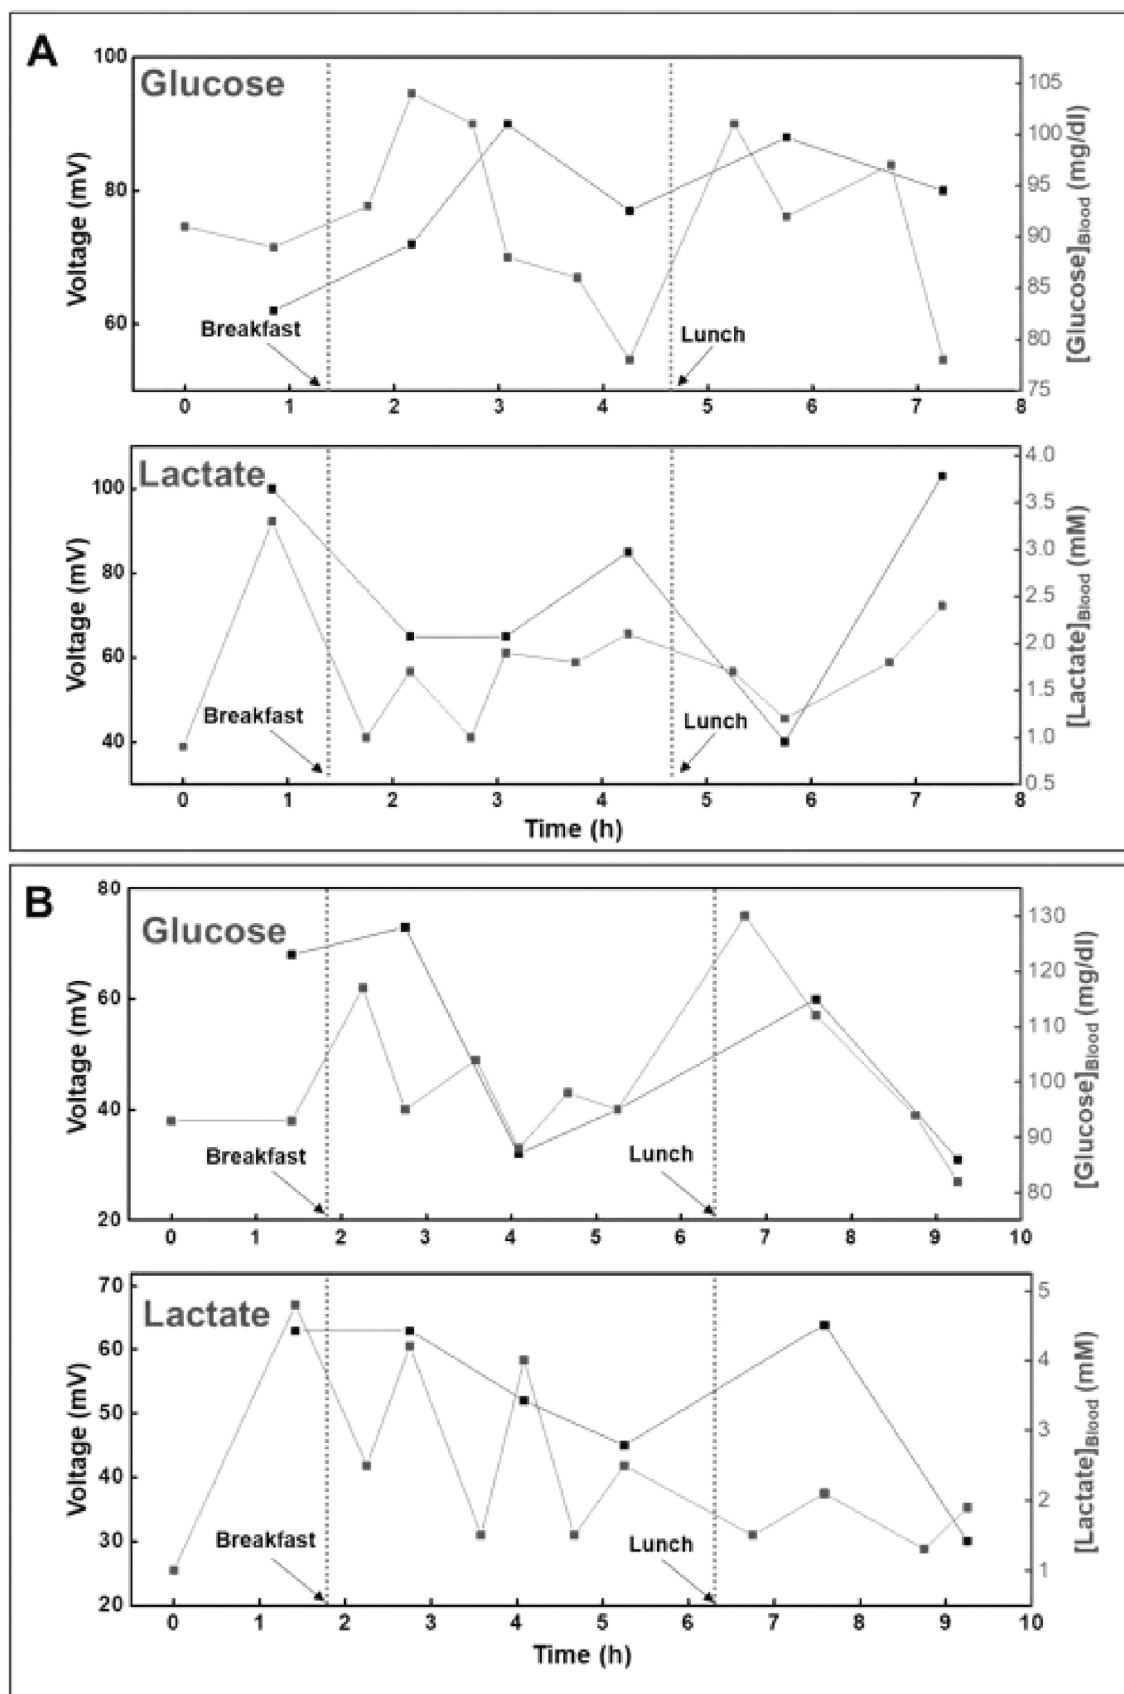 A
Glucose
Voltage (mV)
100
80
60
105
100
95
90
85
80
75
[Glucose]Blood (mg/dl)
Breakfast
Lunch
0 1 2 3 4 5 6 7 8
Lactate
Voltage (mV)
100
80
60
40
4.0
3.5
3.0
2.5
2.0
1.5
1.0
0.5
[Lactate]Blood (mM)
Breakfast
Lunch
0 1 2 3 4 5 6 7 8
Time (h)
B
Glucose
Voltage (mV)
80
60
40
20
130
120
110
100
90
80
[Glucose]Blood (mg/dl)
Breakfast
Lunch
0 1 2 3 4 5 6 7 8 9 10
Lactate
Voltage (mV)
70
60
50
40
30
20
5
4
3
2
1
[Lactate]Blood (mM)
Breakfast
Lunch
0 1 2 3 4 5 6 7 8 9 10
Time (h)